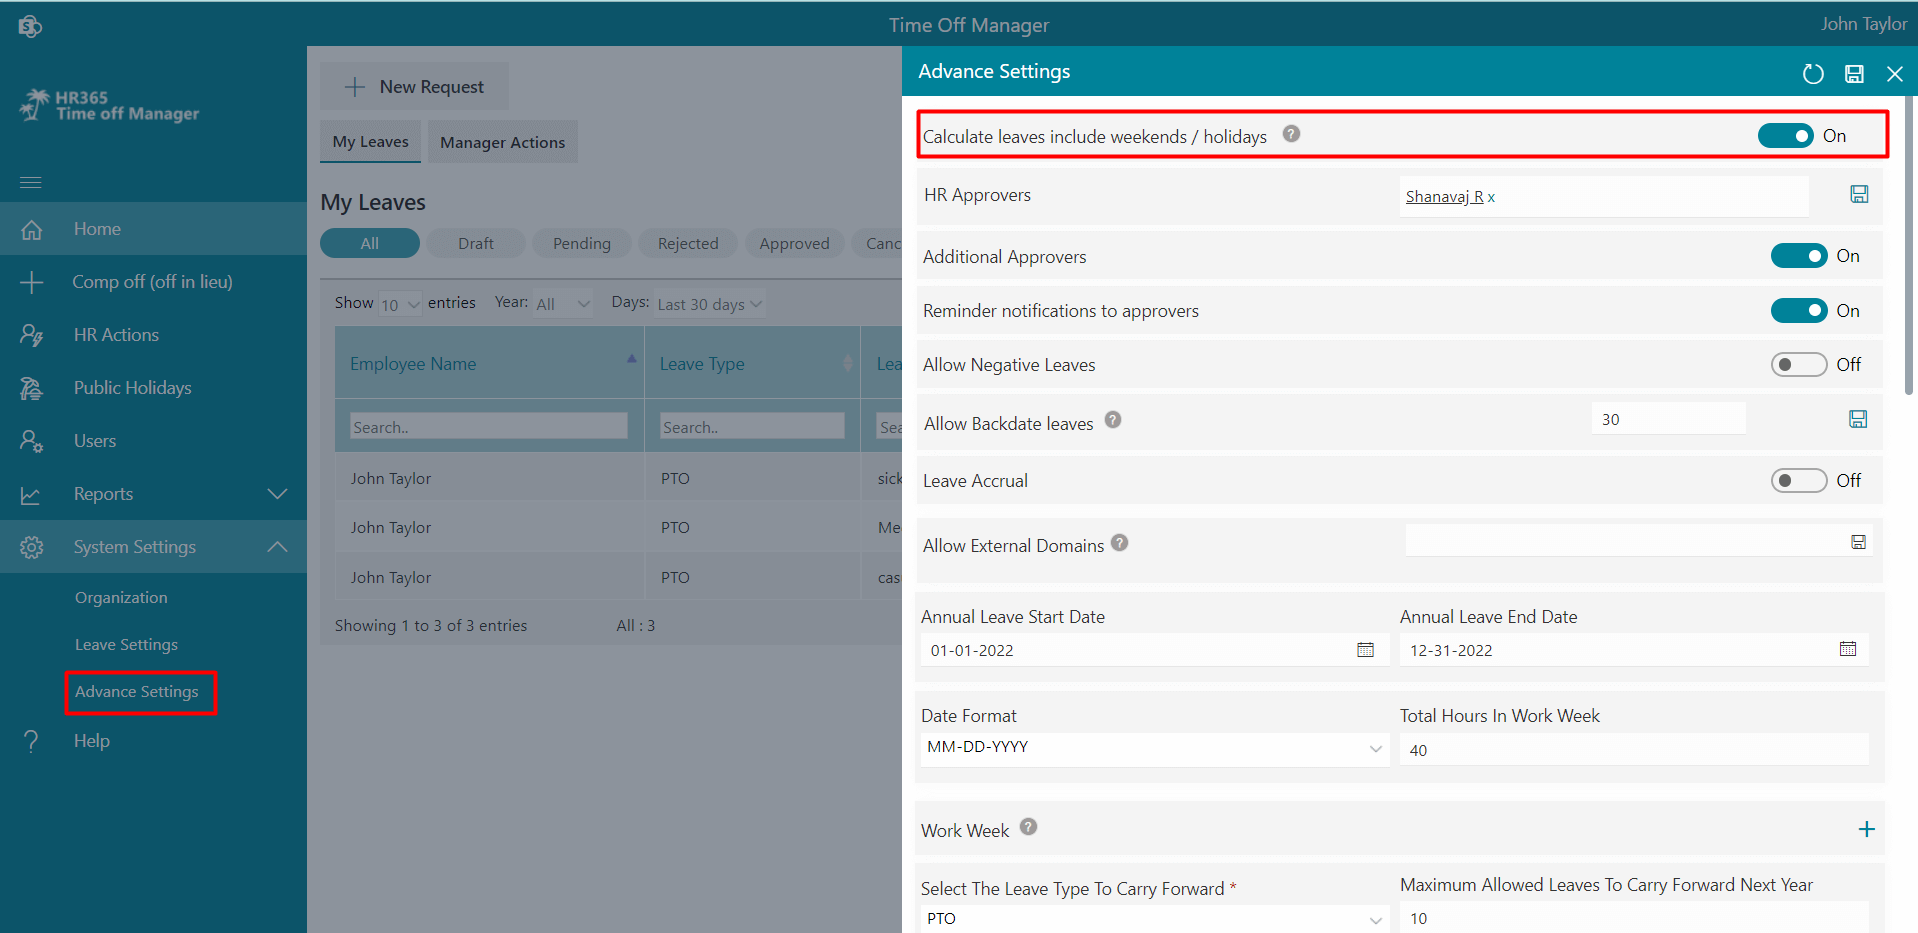 Time Off Manager
John Taylor
HR365
Time off Manager
Home
Comp off (off in lieu)
HR Actions
Public Holidays
Users
Reports
System Settings
Organization
Leave Settings
Advance Settings
? Help
+ New Request
My Leaves
Manager Actions
My Leaves
All
Draft
Pending
Rejected
Approved
Canc
Show 10 entries Year: All Days: Last 30 days
Employee Name Leave Type Lea
Search.. Search.. Sea
John Taylor PTO sick
John Taylor PTO Me
John Taylor PTO cas
Showing 1 to 3 of 3 entries All : 3
Advance Settings
Calculate leaves include weekends / holidays ? On
HR Approvers Shanavaj R x
Additional Approvers On
Reminder notifications to approvers On
Allow Negative Leaves Off
Allow Backdate leaves ? 30
Leave Accrual Off
Allow External Domains ?
Annual Leave Start Date Annual Leave End Date
01-01-2022 12-31-2022
Date Format Total Hours In Work Week
MM-DD-YYYY 40
Work Week ? +
Select The Leave Type To Carry Forward * Maximum Allowed Leaves To Carry Forward Next Year
PTO 10